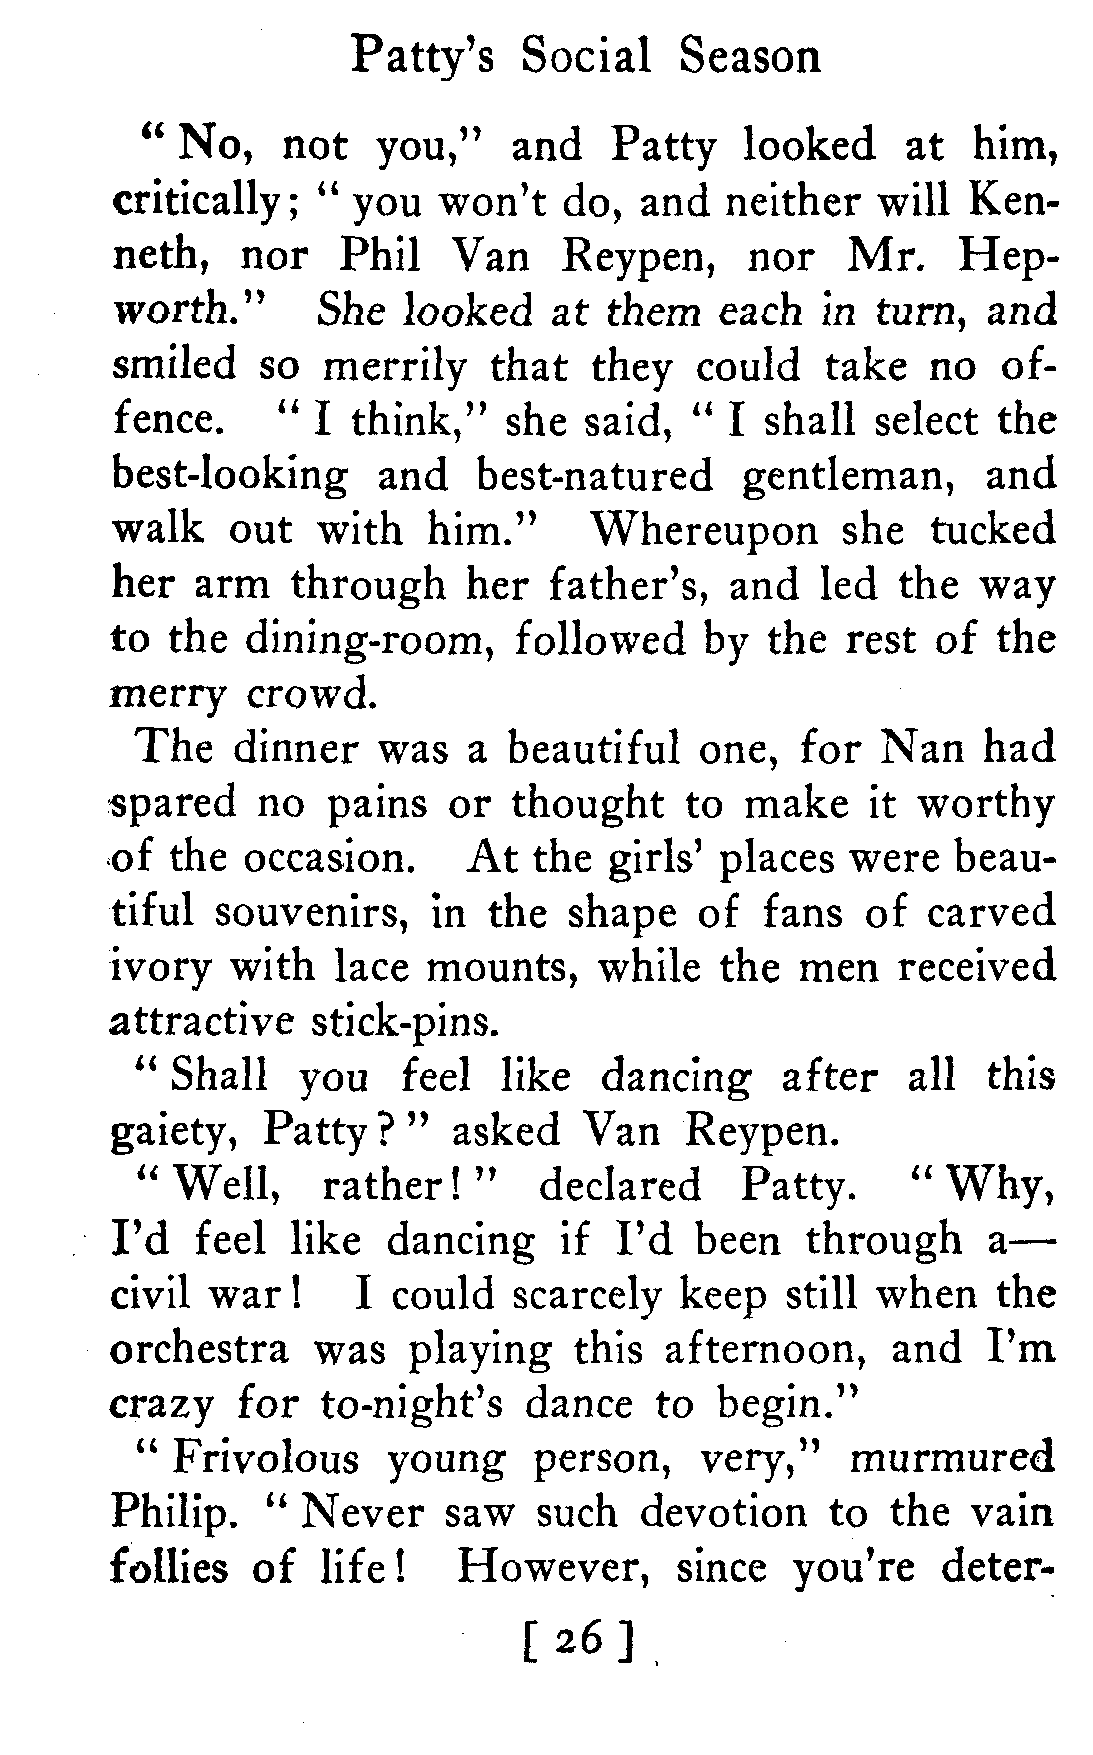 Patty's Social Season
" No, not you," and Patty looked at him,
critically; " you won't do, and neither will Ken-
neth, nor Phil Van Reypen, nor Mr. Hep-
worth." She looked at them each in turn, and
smiled so merrily that they could take no of-
fence. " I think," she said, " I shall select the
best-looking and best-natured gentleman, and
walk out with him." Whereupon she tucked
her arm through her father's, and led the way
to the dining-room, followed by the rest of the
merry crowd.
The dinner was a beautiful one, for Nan had
spared no pains or thought to make it worthy
of the occasion. At the girls' places were beau-
tiful souvenirs, in the shape of fans of carved
ivory with lace mounts, while the men received
attractive stick-pins.
" Shall you feel like dancing after all this
gaiety, Patty? " asked Van Reypen.
" Well, rather! " declared Patty. " Why,
I'd feel like dancing if I'd been through a—
civil war! I could scarcely keep still when the
orchestra was playing this afternoon, and I'm
crazy for to-night's dance to begin."
" Frivolous young person, very," murmured
Philip. " Never saw such devotion to the vain
follies of life! However, since you're deter-
[ 26 ]